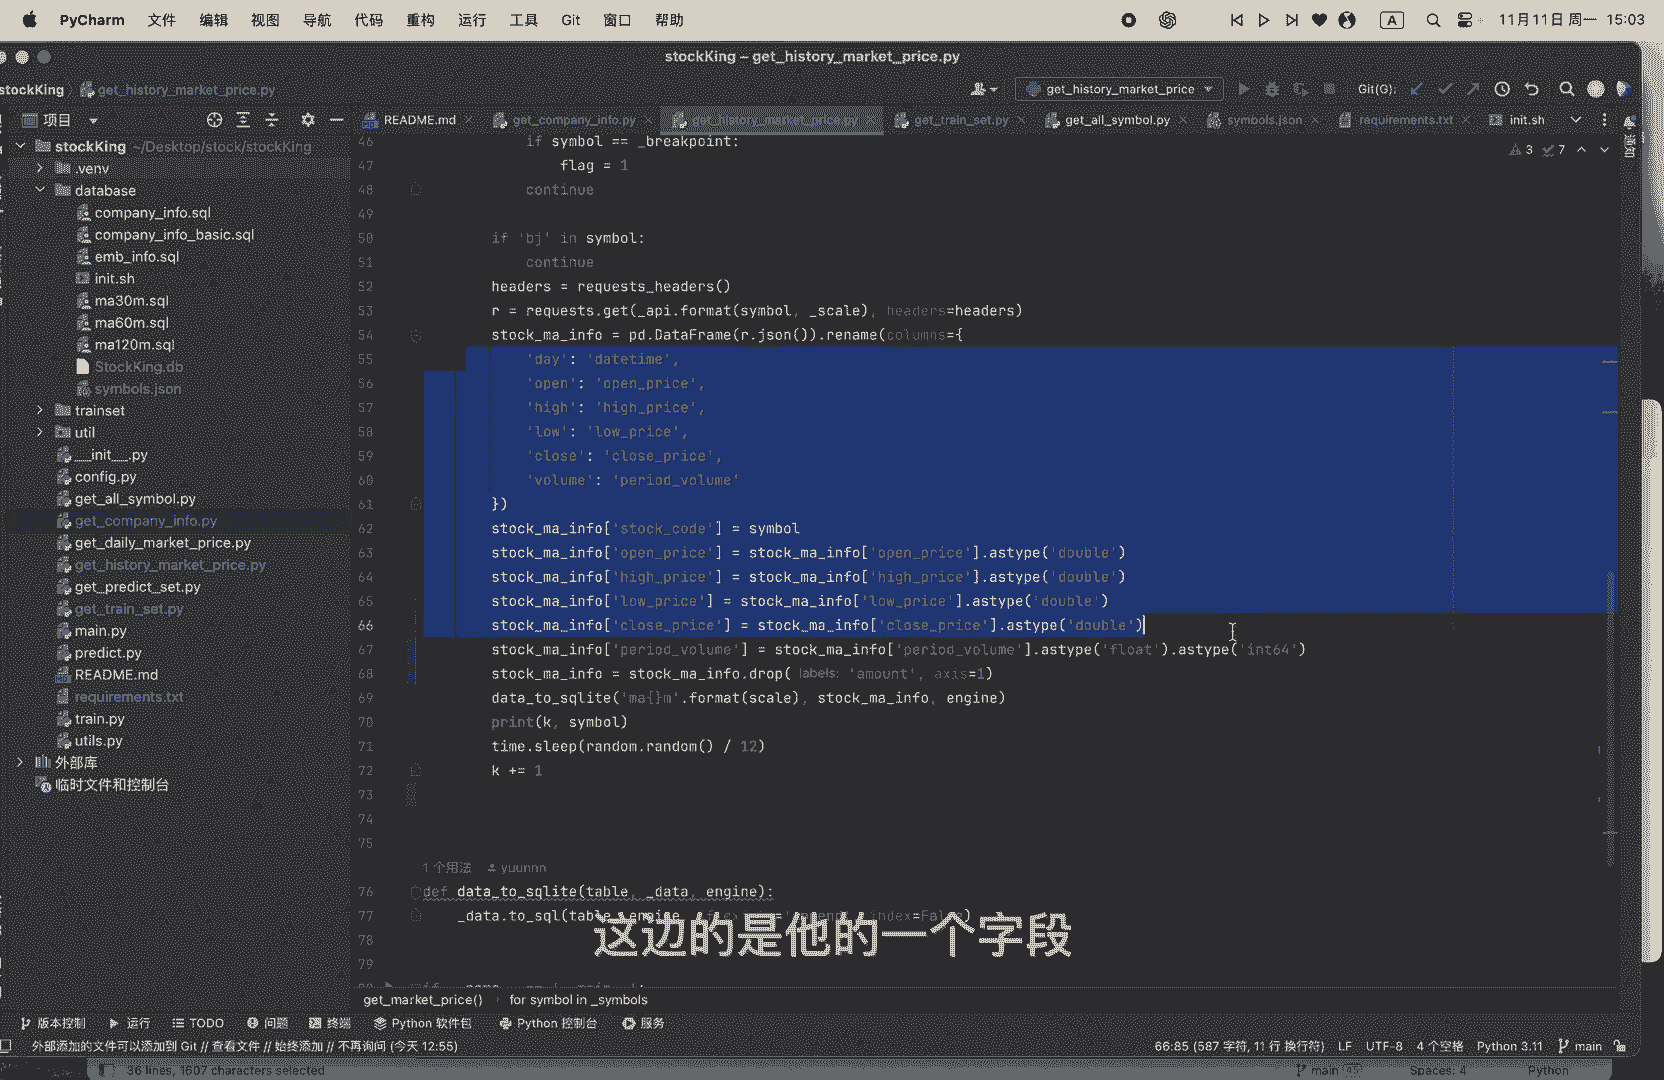 PyCharm 文件 编辑 视图 导航 代码 重构 运行 工具 Git 窗口 帮助 A 11月11日 周一 15:03
stockKing – get_history_market_price.py
stockKing get_history_market_price.py get_history_market_price Git(G):
项目 README.md get_company_info.py get_history_market_price.py get_train_set.py get_all_symbol.py symbols.json requirements.txt init.sh
通知
3 7
stockKing ~/Desktop/stock/stockKing
.venv
database
company_info.sql
company_info_basic.sql
emb_info.sql
init.sh
ma30m.sql
ma60m.sql
ma120m.sql
StockKing.db
symbols.json
trainset
util
__init__.py
config.py
get_all_symbol.py
get_company_info.py
get_daily_market_price.py
get_history_market_price.py
get_predict_set.py
get_train_set.py
main.py
predict.py
README.md
requirements.txt
train.py
utils.py
外部库
临时文件和控制台
46 if symbol == _breakpoint:
47 flag = 1
48 continue
49
50 if 'bj' in symbol:
51 continue
52 headers = requests_headers()
53 r = requests.get(_api.format(symbol, _scale), headers=headers)
54 stock_ma_info = pd.DataFrame(r.json()).rename(columns={
55 'day': 'datetime',
56 'open': 'open_price',
57 'high': 'high_price',
58 'low': 'low_price',
59 'close': 'close_price',
60 'volume': 'period_volume'
61 })
62 stock_ma_info['stock_code'] = symbol
63 stock_ma_info['open_price'] = stock_ma_info['open_price'].astype('double')
64 stock_ma_info['high_price'] = stock_ma_info['high_price'].astype('double')
65 stock_ma_info['low_price'] = stock_ma_info['low_price'].astype('double')
66 stock_ma_info['close_price'] = stock_ma_info['close_price'].astype('double')
67 stock_ma_info['period_volume'] = stock_ma_info['period_volume'].astype('float').astype('int64')
68 stock_ma_info = stock_ma_info.drop( labels: 'amount', axis=1)
69 data_to_sqlite('ma{}m'.format(scale), stock_ma_info, engine)
70 print(k, symbol)
71 time.sleep(random.random() / 12)
72 k += 1
73
74
75
1 个用法 yuunnn
76 def data_to_sqlite(table, _data, engine):
77 _data.to_sql(table, engine, index=False)
78
79
这边的是他的一个字段
get_market_price() for symbol in _symbols
版本控制 运行 TODO 问题 终端 Python 软件包 Python 控制台 服务
外部添加的文件可以添加到 Git // 查看文件 // 始终添加 // 不再询问 (今天 12:55) 66:85 (587 字符, 11 行 换行符) LF UTF-8 4 个空格 Python 3.11 main
36 lines, 1607 characters selected main Spaces: 4 Python